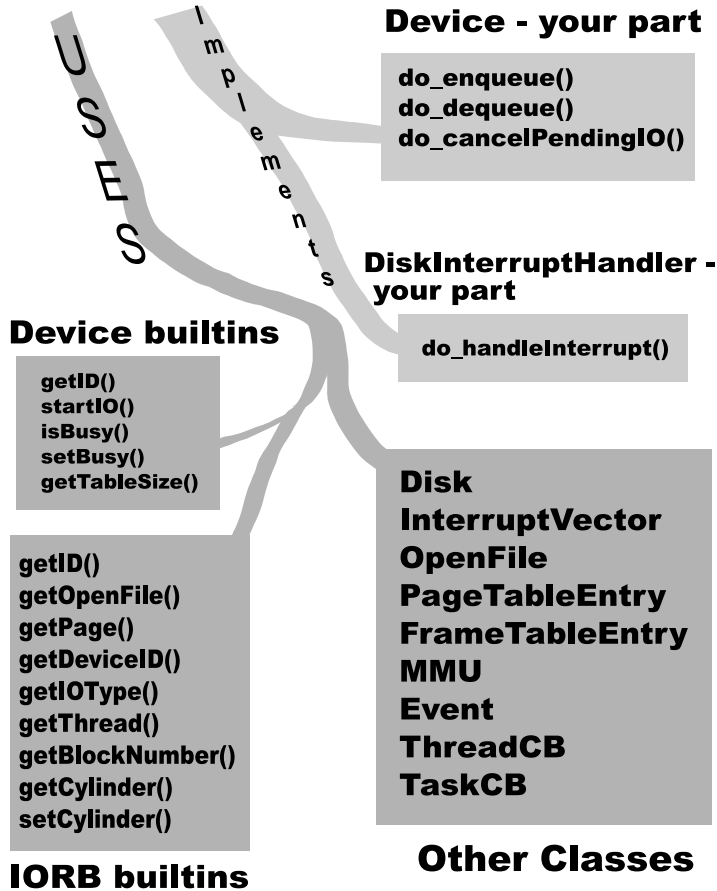 USES
Implements
Device - your part
do_enqueue()
do_dequeue()
do_cancelPendingIO()
DiskInterruptHandler -
your part
do_handleInterrupt()
Device builtins
getID()
startIO()
isBusy()
setBusy()
getTableSize()
getID()
getOpenFile()
getPage()
getDeviceID()
getIOType()
getThread()
getBlockNumber()
getCylinder()
setCylinder()
IORB builtins
Disk
InterruptVector
OpenFile
PageTableEntry
FrameTableEntry
MMU
Event
ThreadCB
TaskCB
Other Classes